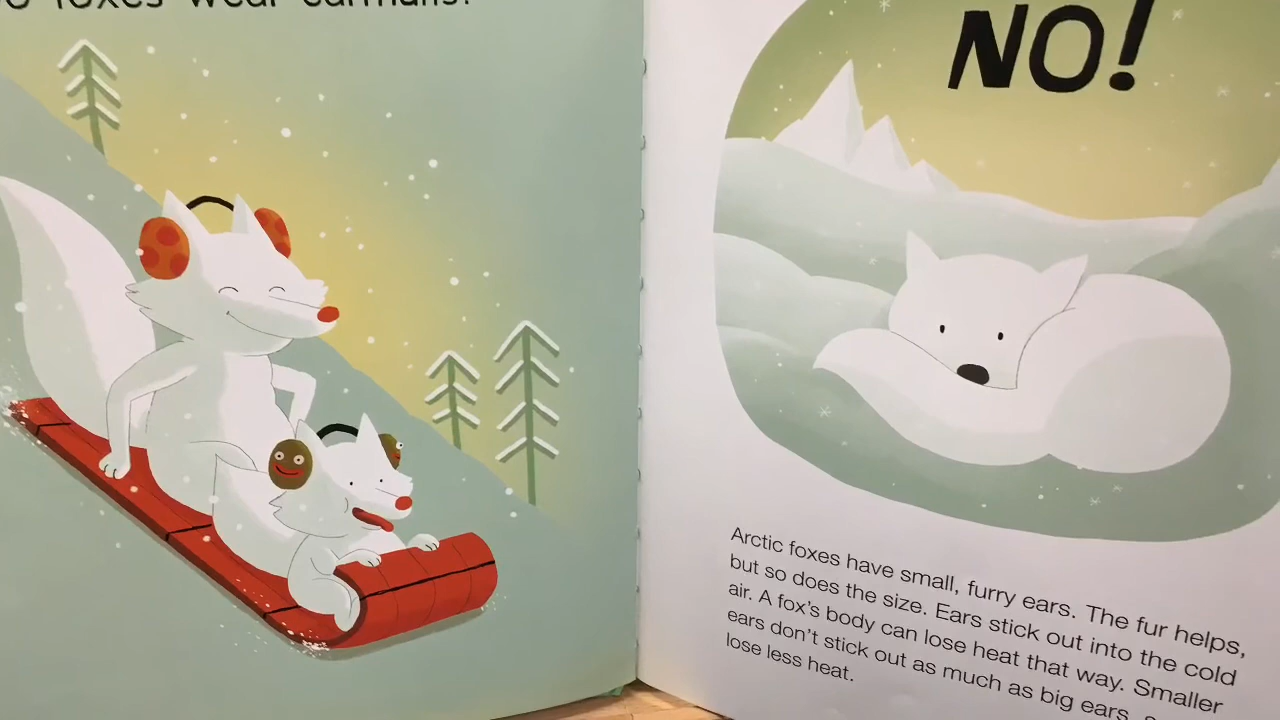 foxes wear earmuffs?
NO!
Arctic foxes have small, furry ears. The fur helps,
but so does the size. Ears stick out into the cold
air. A fox's body can lose heat that way. Smaller
ears don't stick out as much as big ears,
lose less heat.